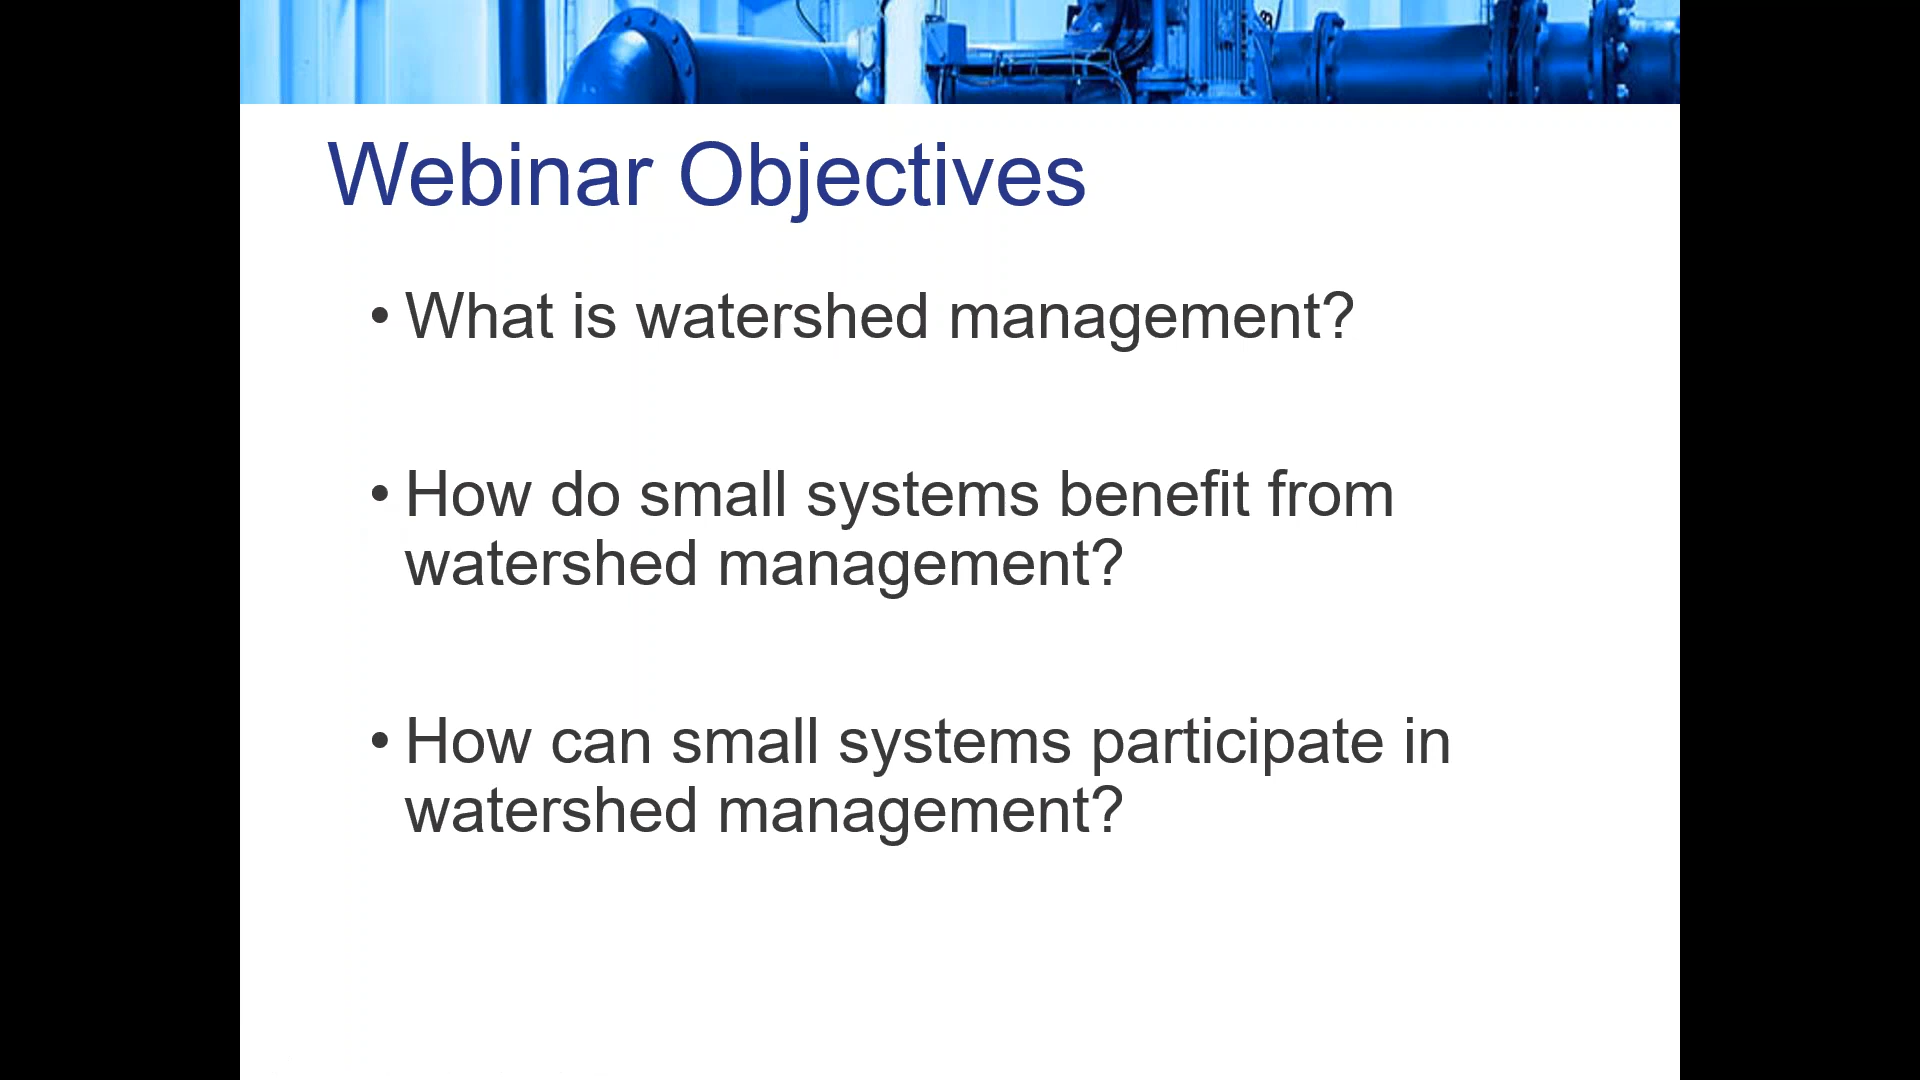 Webinar Objectives
• What is watershed management?
• How do small systems benefit from
watershed management?
• How can small systems participate in
watershed management?